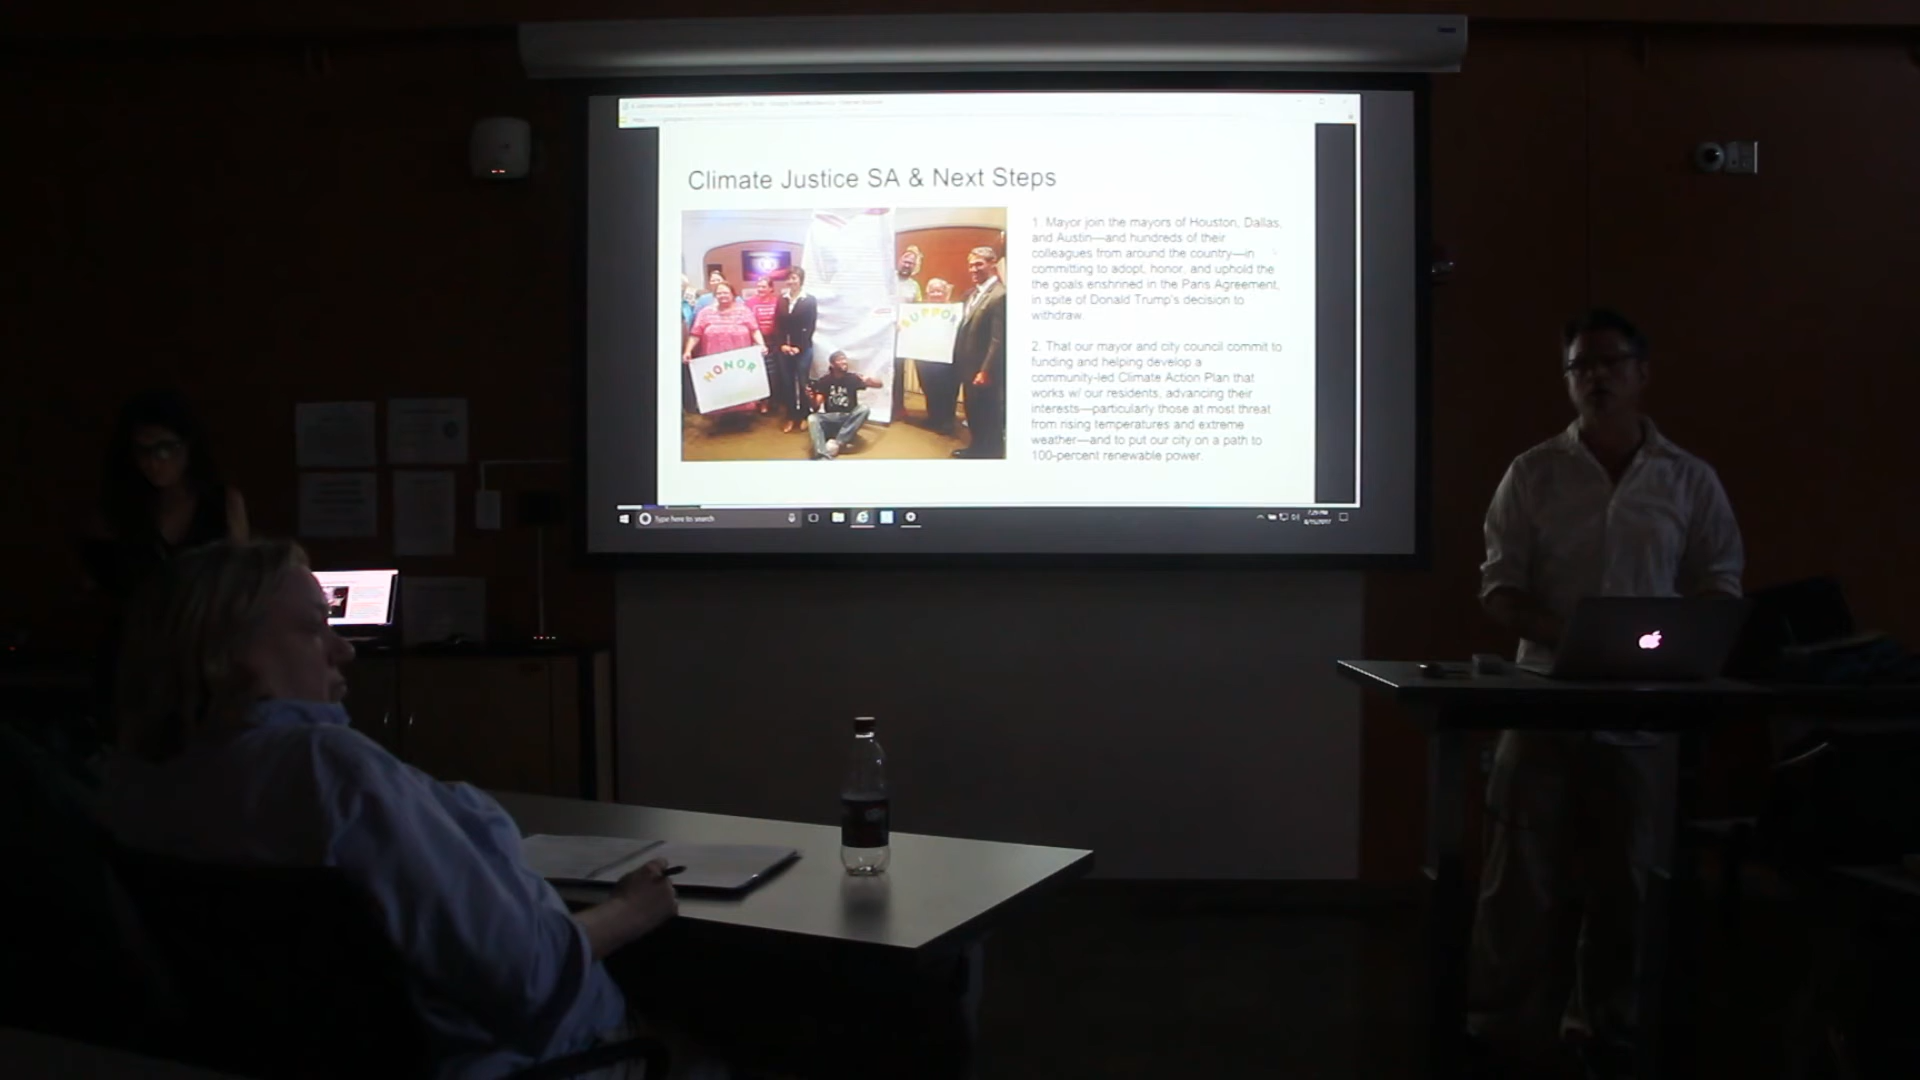 Climate Justice SA & Next Steps
1. Mayor join the mayors of Houston, Dallas,
and Austin—and hundreds of their
colleagues from around the country—in
committing to adopt, honor, and uphold the
the goals enshrined in the Paris Agreement,
in spite of Donald Trump's decision to
withdraw.
2. That our mayor and city council commit to
funding and helping develop a
community-led Climate Action Plan that
works w/ our residents, advancing their
interests—particularly those at most threat
from rising temperatures and extreme
weather—and to put our city on a path to
100-percent renewable power.
HONOR
SUPPO
Type here to search
7:29 PM